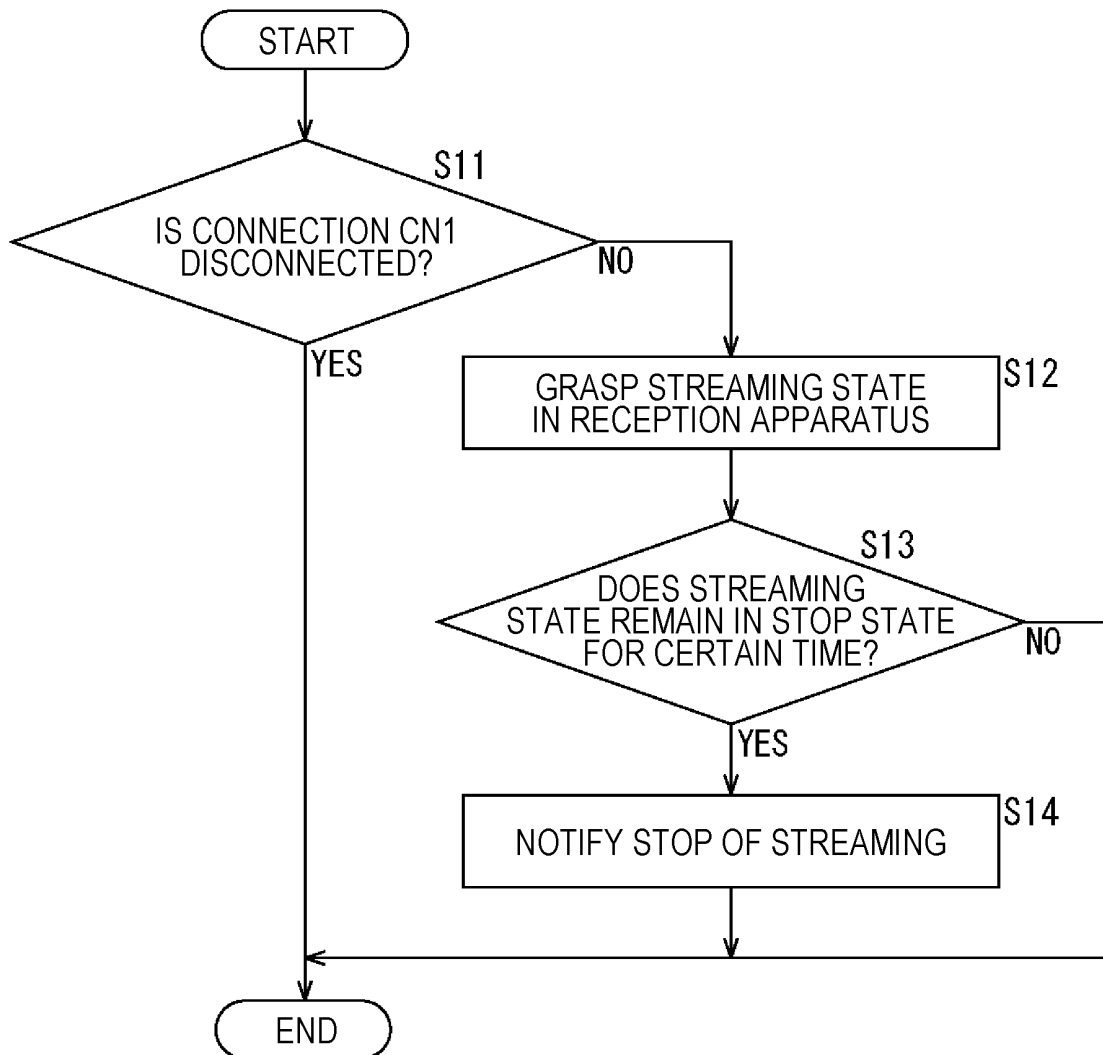 START
S11
IS CONNECTION CN1
DISCONNECTED?
NO
YES
S12
GRASP STREAMING STATE
IN RECEPTION APPARATUS
S13
DOES STREAMING
STATE REMAIN IN STOP STATE
FOR CERTAIN TIME?
NO
YES
S14
NOTIFY STOP OF STREAMING
END